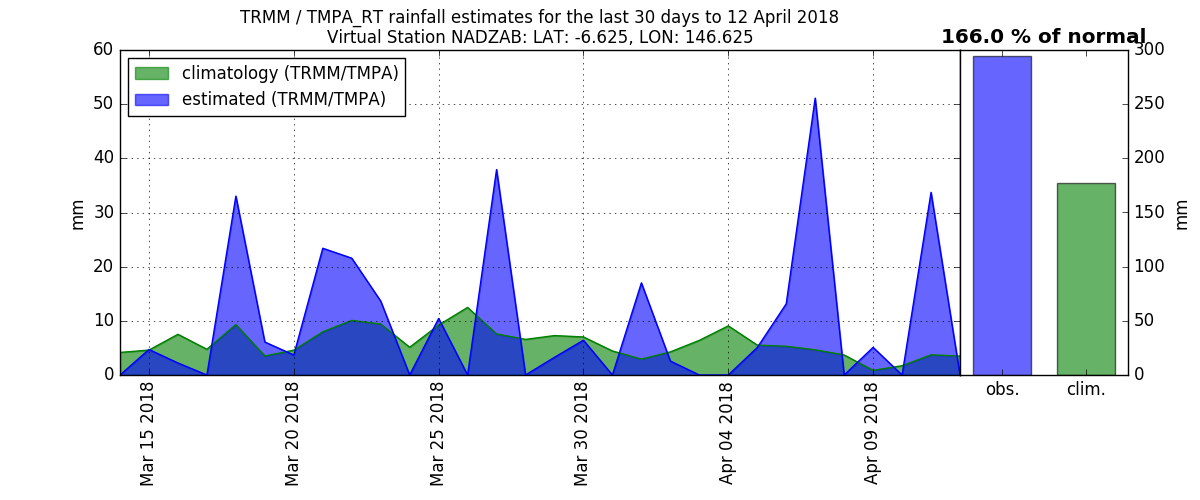 TRMM / TMPA_RT rainfall estimates for the last 30 days to 12 April 2018
Virtual Station NADZAB: LAT: -6.625, LON: 146.625
166.0 % of normal
climatology (TRMM/TMPA)
estimated (TRMM/TMPA)
60
50
40
30
20
10
0
mm
300
250
200
150
100
50
0
mm
Mar 15 2018
Mar 20 2018
Mar 25 2018
Mar 30 2018
Apr 04 2018
Apr 09 2018
obs.
clim.